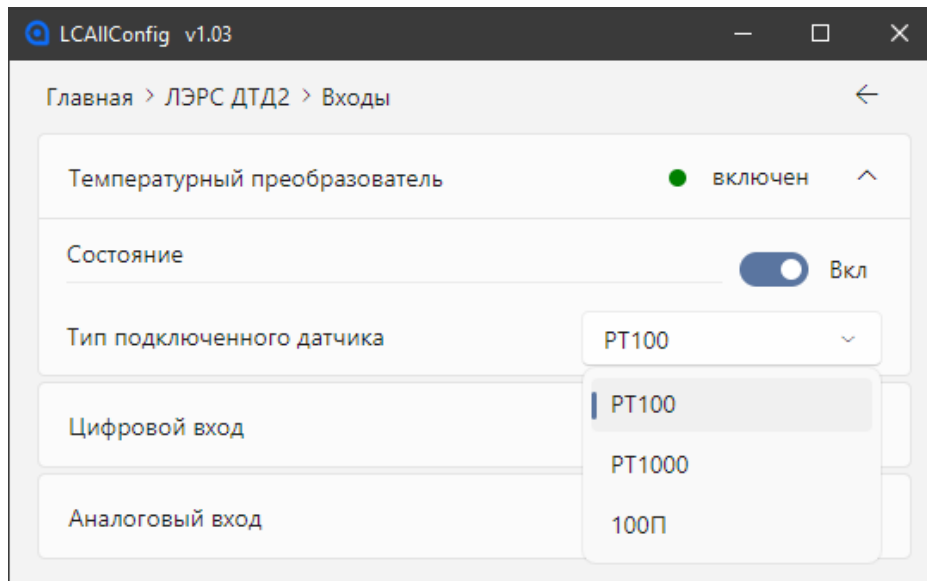 LCAllConfig v1.03
Главная > ЛЭРС ДТД2 > Входы
Температурный преобразователь включен
Состояние Вкл
Тип подключенного датчика PT100
PT100
Цифровой вход
PT1000
Аналоговый вход
100П